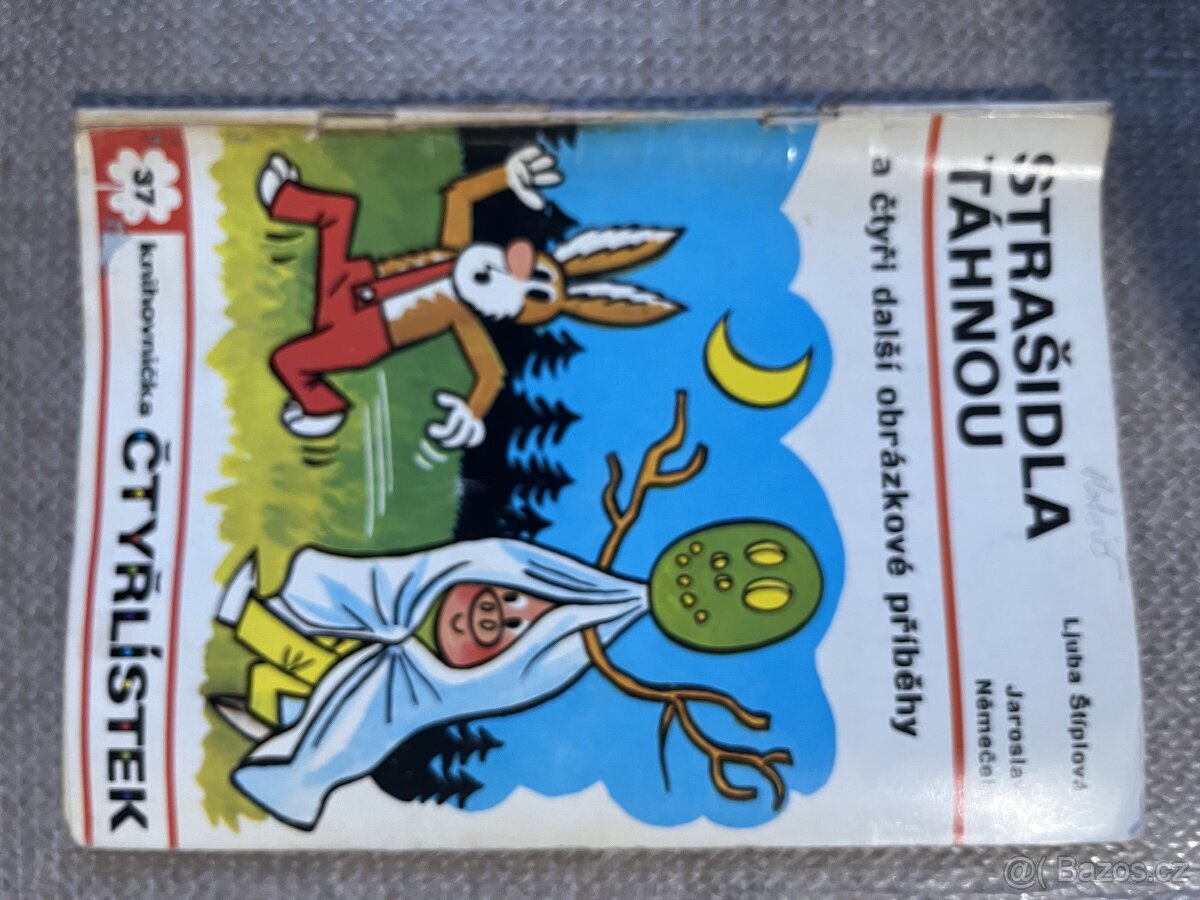 Ljuba Štíplová
Jaroslav
Němeček
STRAŠIDLA
TÁHNOU
a čtyři další obrázkové příběhy
37
knihovnička ČTYŘLÍSTEK
@( Bazos.cz